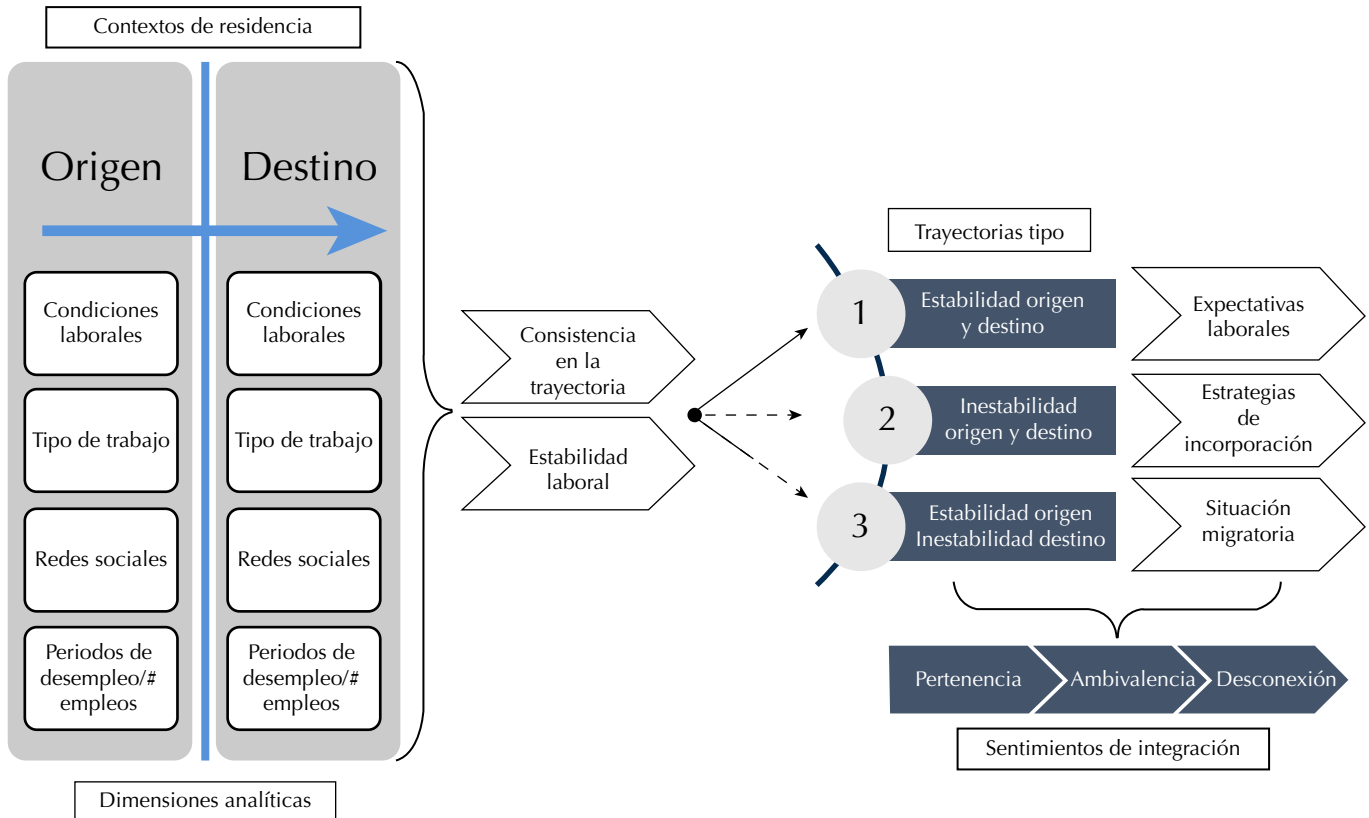 Contextos de residencia
Origen
Destino
Condiciones
laborales
Condiciones
laborales
Tipo de trabajo
Tipo de trabajo
Redes sociales
Redes sociales
Periodos de
desempleo/#
empleos
Periodos de
desempleo/#
empleos
Dimensiones analíticas
Consistencia
en la
trayectoria
Estabilidad
laboral
Trayectorias tipo
1
Estabilidad origen
y destino
Expectativas
laborales
2
Inestabilidad
origen y destino
Estrategias
de
incorporación
3
Estabilidad origen
Inestabilidad destino
Situación
migratoria
Pertenencia
Ambivalencia
Desconexión
Sentimientos de integración